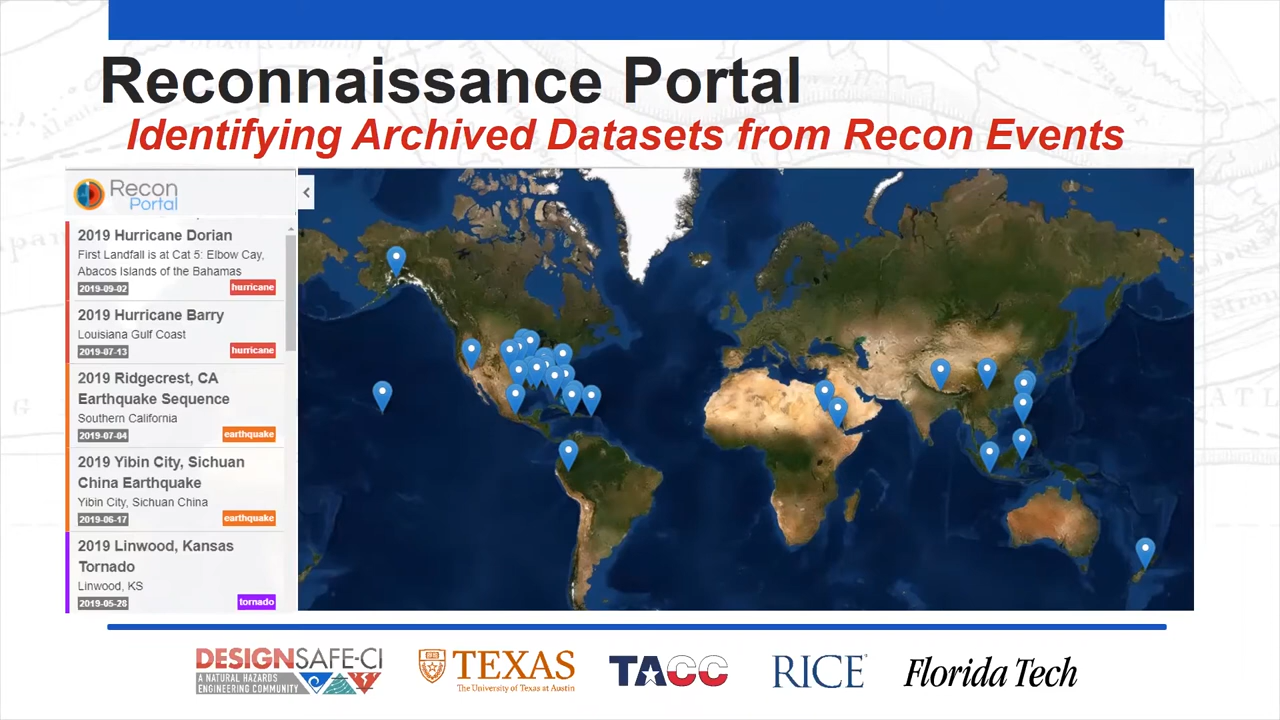 Reconnaissance Portal
Identifying Archived Datasets from Recon Events
Recon
Portal
2019 Hurricane Dorian
First Landfall is at Cat 5: Elbow Cay,
Abacos Islands of the Bahamas
2019-09-02 hurricane
2019 Hurricane Barry
Louisiana Gulf Coast
2019-07-13 hurricane
2019 Ridgecrest, CA
Earthquake Sequence
Southern California
2019-07-04 earthquake
2019 Yibin City, Sichuan
China Earthquake
Yibin City, Sichuan China
2019-06-17 earthquake
2019 Linwood, Kansas
Tornado
Linwood, KS
2019-05-28 tornado
DESIGNSAFE-CI
A NATURAL HAZARDS
ENGINEERING COMMUNITY
TEXAS
The University of Texas at Austin
TACC
RICE
Florida Tech